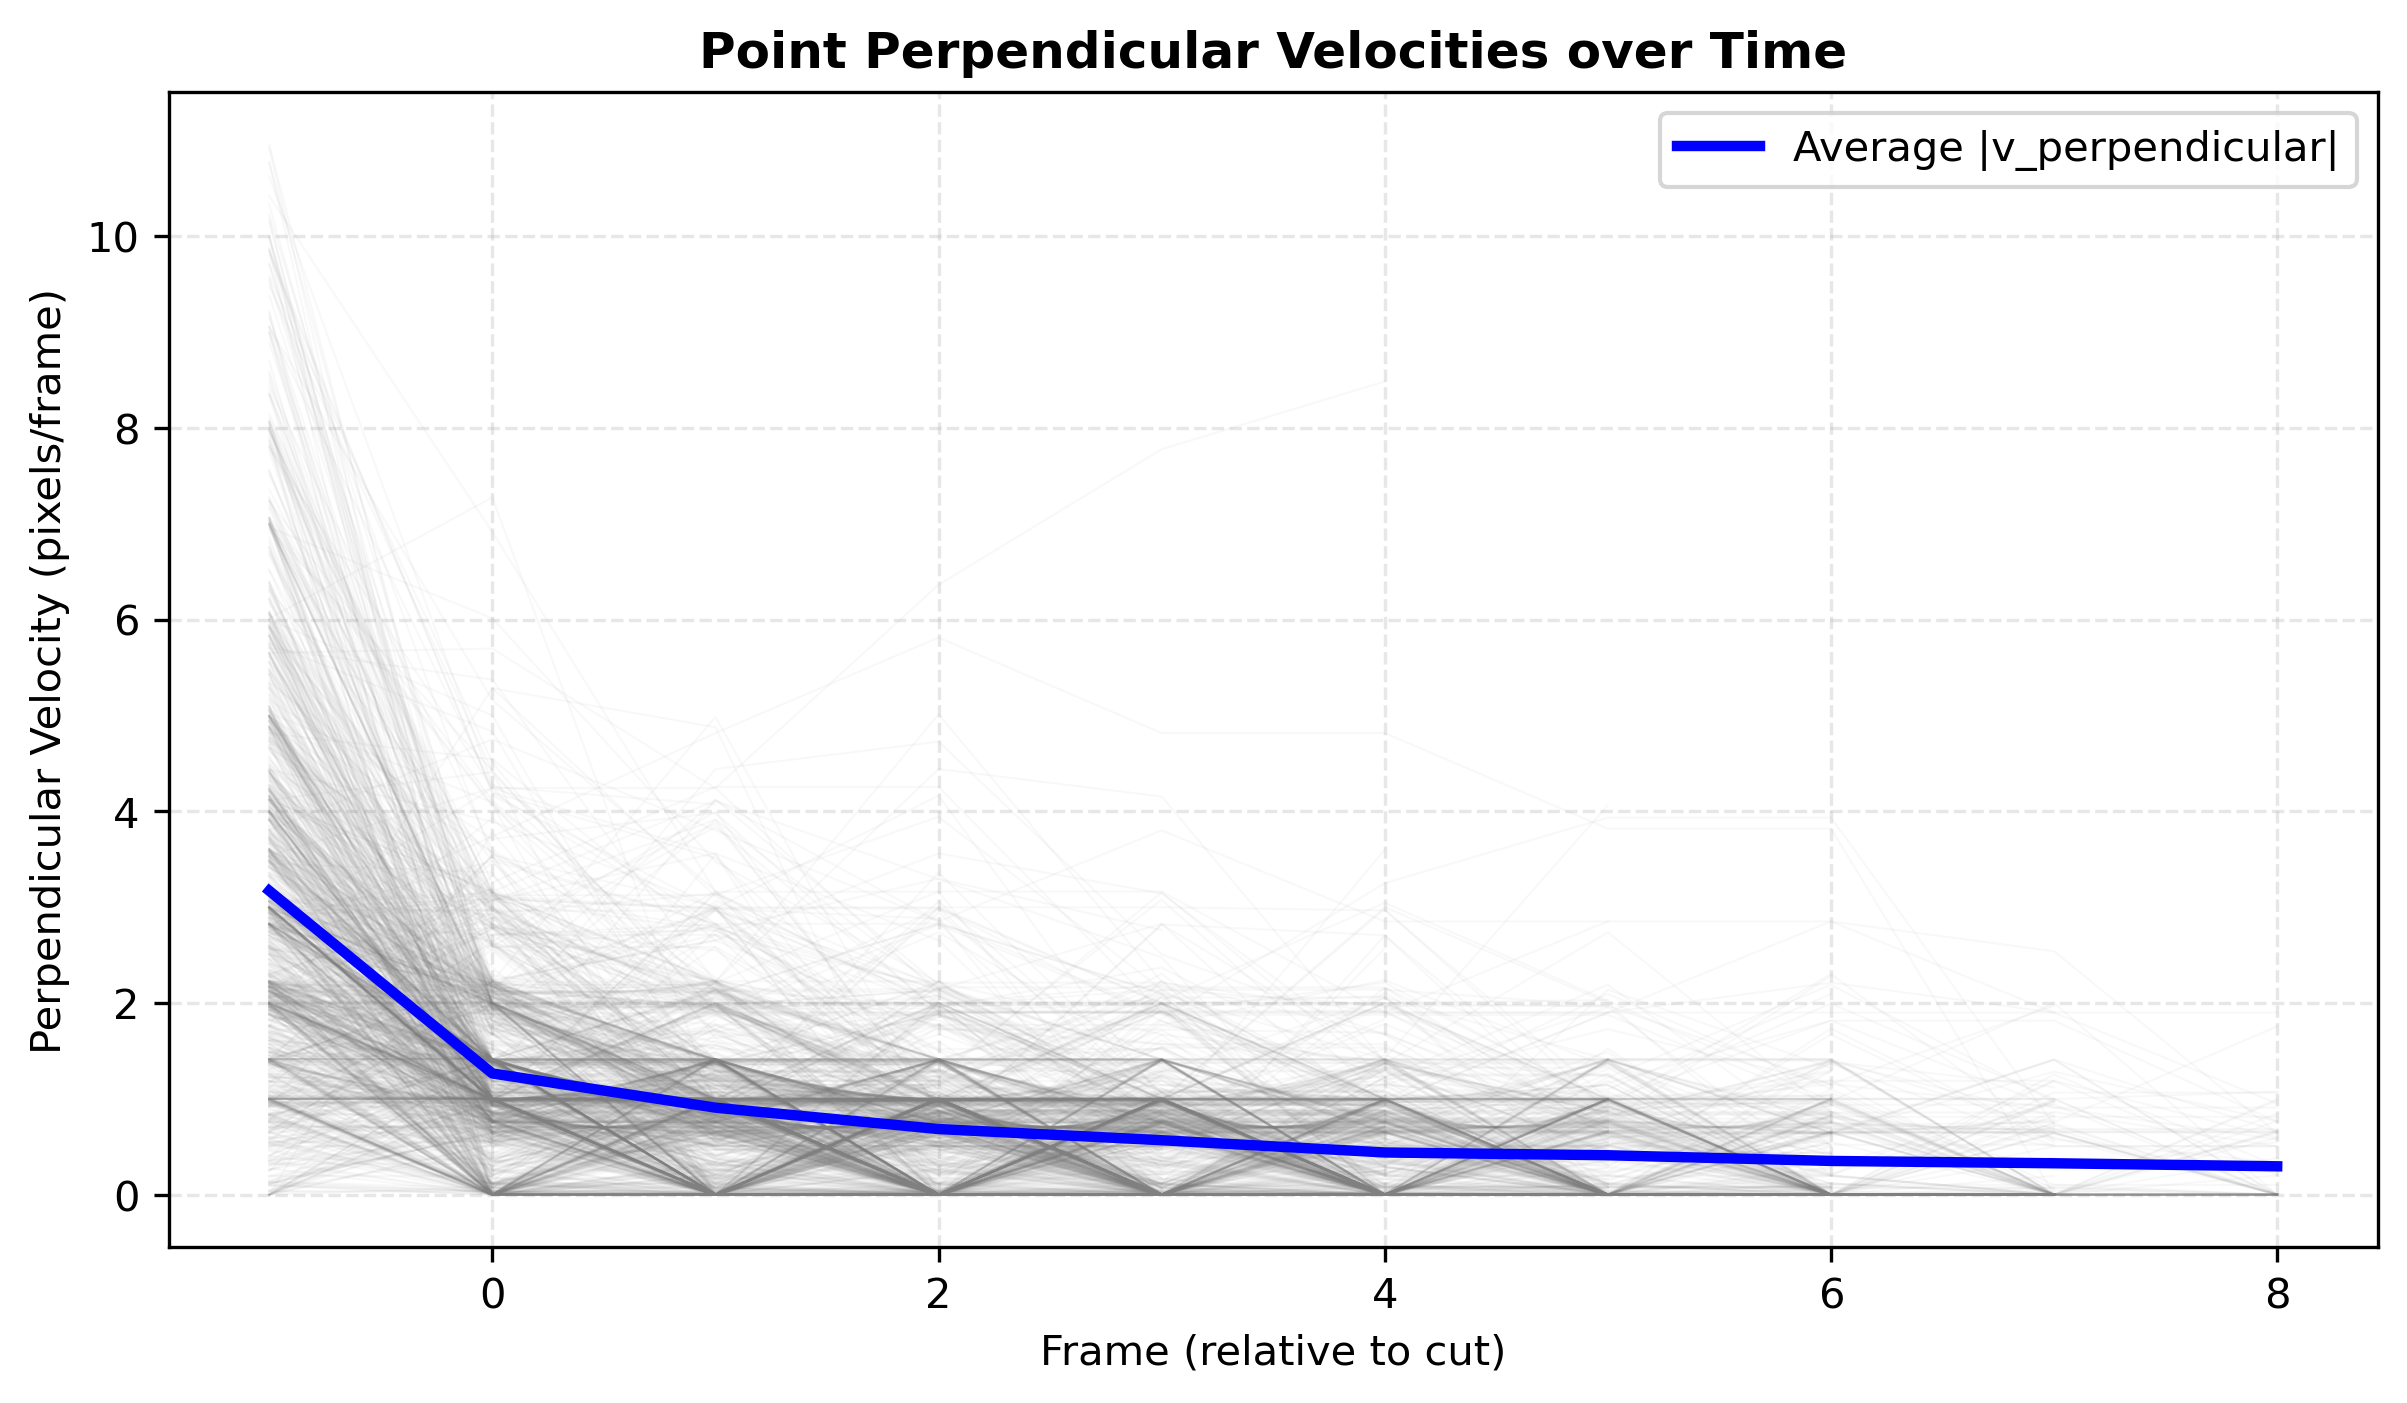 Point Perpendicular Velocities over Time
Average |v_perpendicular|
Perpendicular Velocity (pixels/frame)
10
8
6
4
2
0
0 2 4 6 8
Frame (relative to cut)